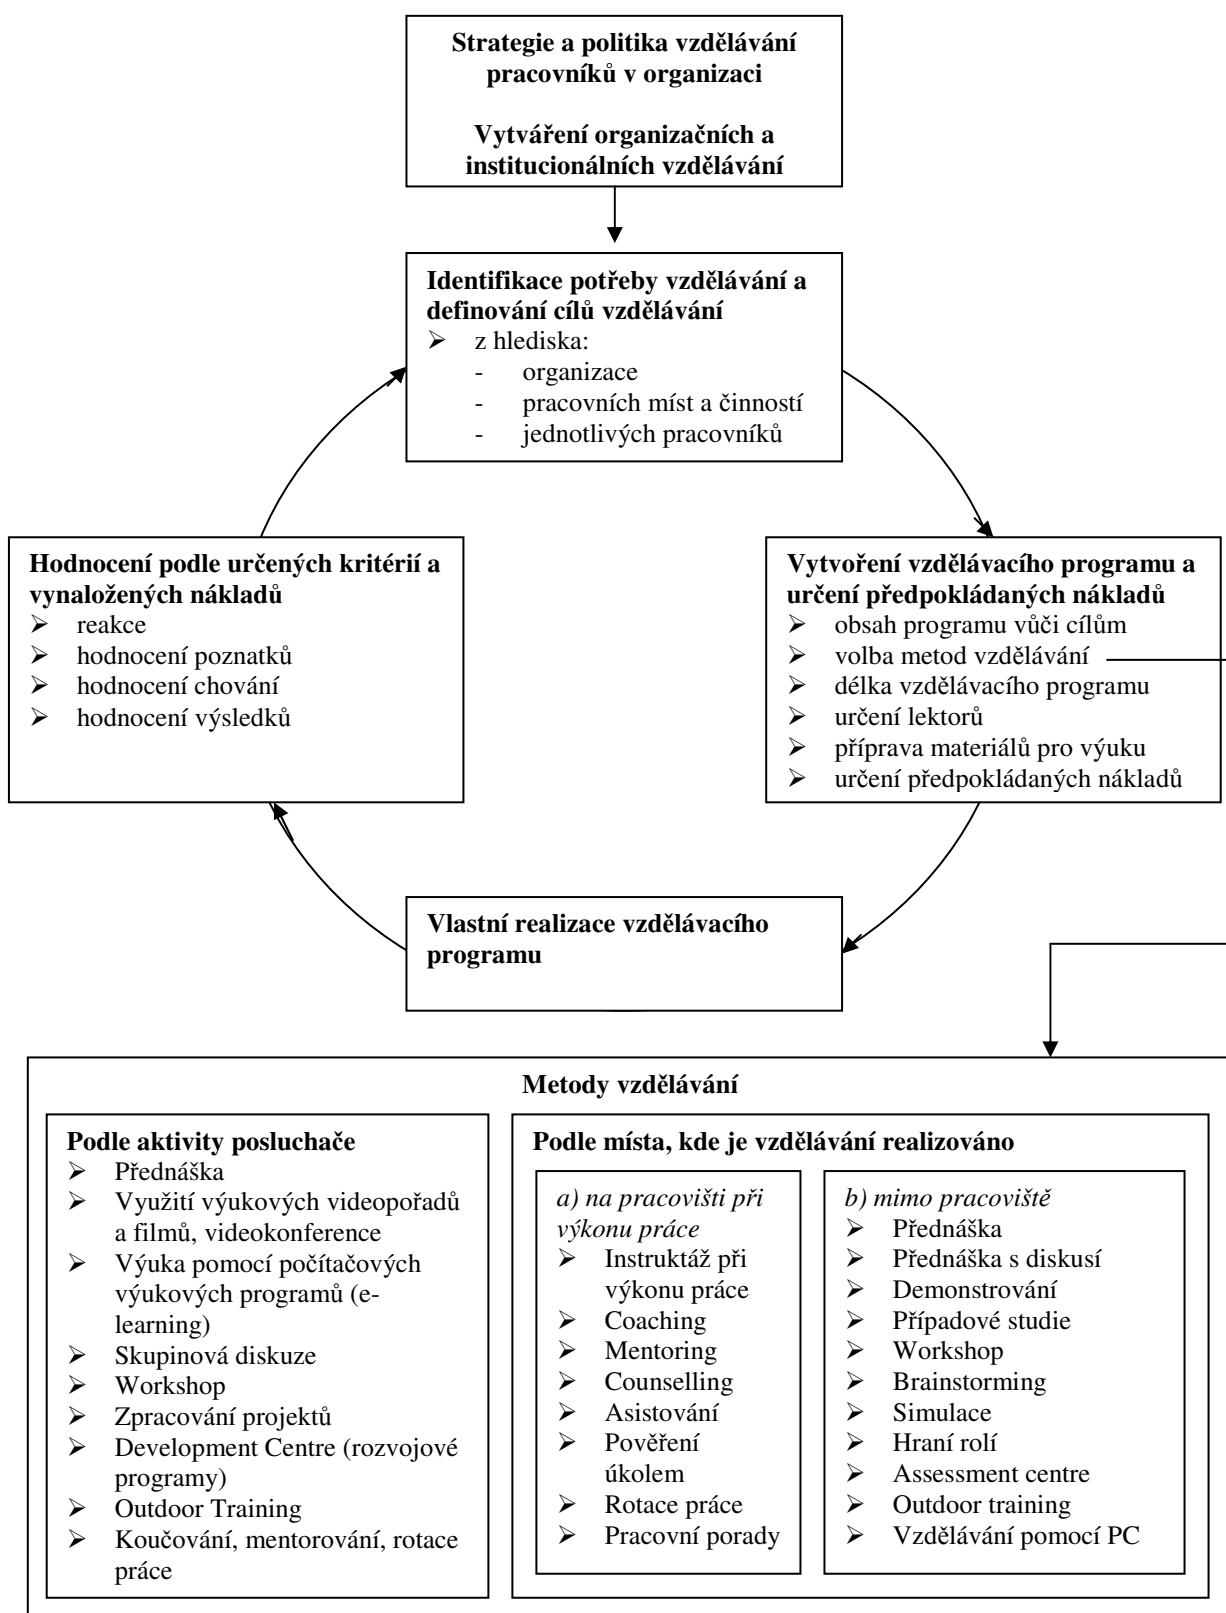 Strategie a politika vzdělávání
pracovníků v organizaci
Vytváření organizačních a
institucionálních vzdělávání
Identifikace potřeby vzdělávání a
definování cílů vzdělávání
➢ z hlediska:
- organizace
- pracovních míst a činností
- jednotlivých pracovníků
Hodnocení podle určených kritérií a
vynaložených nákladů
➢ reakce
➢ hodnocení poznatků
➢ hodnocení chování
➢ hodnocení výsledků
Vytvoření vzdělávacího programu a
určení předpokládaných nákladů
➢ obsah programu vůči cílům
➢ volba metod vzdělávání
➢ délka vzdělávacího programu
➢ určení lektorů
➢ příprava materiálů pro výuku
➢ určení předpokládaných nákladů
Vlastní realizace vzdělávacího
programu
Metody vzdělávání
Podle aktivity posluchače
➢ Přednáška
➢ Využití výukových videopořadů
a filmů, videokonference
➢ Výuka pomocí počítačových
výukových programů (e-
learning)
➢ Skupinová diskuze
➢ Workshop
➢ Zpracování projektů
➢ Development Centre (rozvojové
programy)
➢ Outdoor Training
➢ Koučování, mentorování, rotace
práce
Podle místa, kde je vzdělávání realizováno
a) na pracovišti při
výkonu práce
➢ Instruktáž při
výkonu práce
➢ Coaching
➢ Mentoring
➢ Counselling
➢ Asistování
➢ Pověření
úkolem
➢ Rotace práce
➢ Pracovní porady
b) mimo pracoviště
➢ Přednáška
➢ Přednáška s diskusí
➢ Demonstrování
➢ Případové studie
➢ Workshop
➢ Brainstorming
➢ Simulace
➢ Hraní rolí
➢ Assessment centre
➢ Outdoor training
➢ Vzdělávání pomocí PC